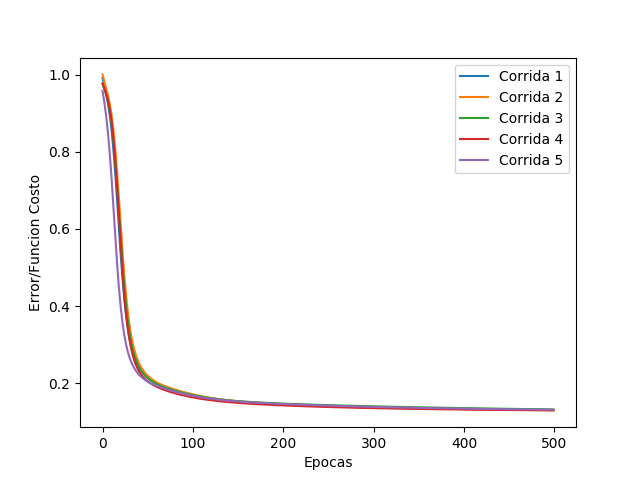 1.0
0.8
0.6
0.4
0.2
Error/Funcion Costo
0
100
200
300
400
500
Epocas
Corrida 1
Corrida 2
Corrida 3
Corrida 4
Corrida 5